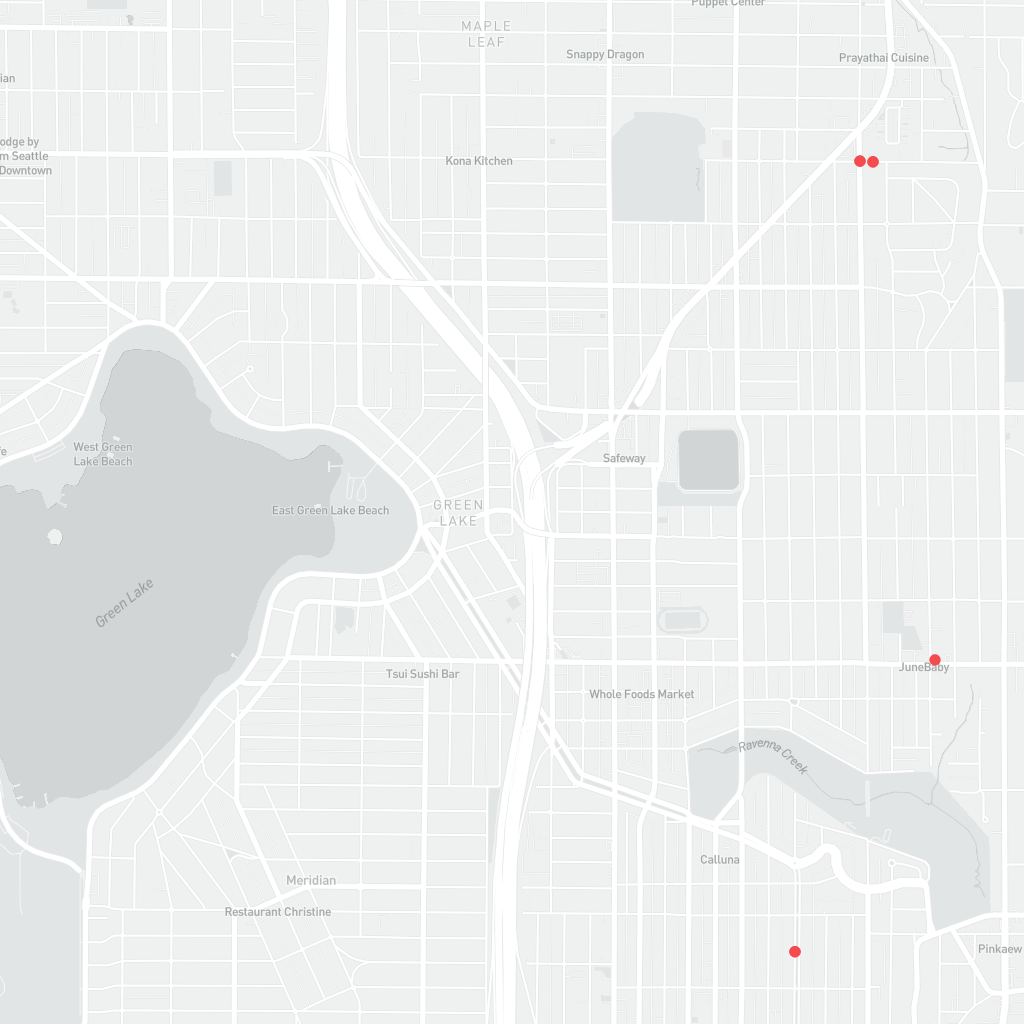 Puppet Center
MAPLE
LEAF
Snappy Dragon
Prayathai Cuisine
ian
odge by
m Seattle
Downtown
Kona Kitchen
West Green
Lake Beach
fe
Safeway
East Green Lake Beach
GREEN
LAKE
Green Lake
Tsui Sushi Bar
JuneBaby
Whole Foods Market
Ravenna Creek
Calluna
Meridian
Restaurant Christine
Pinkaew